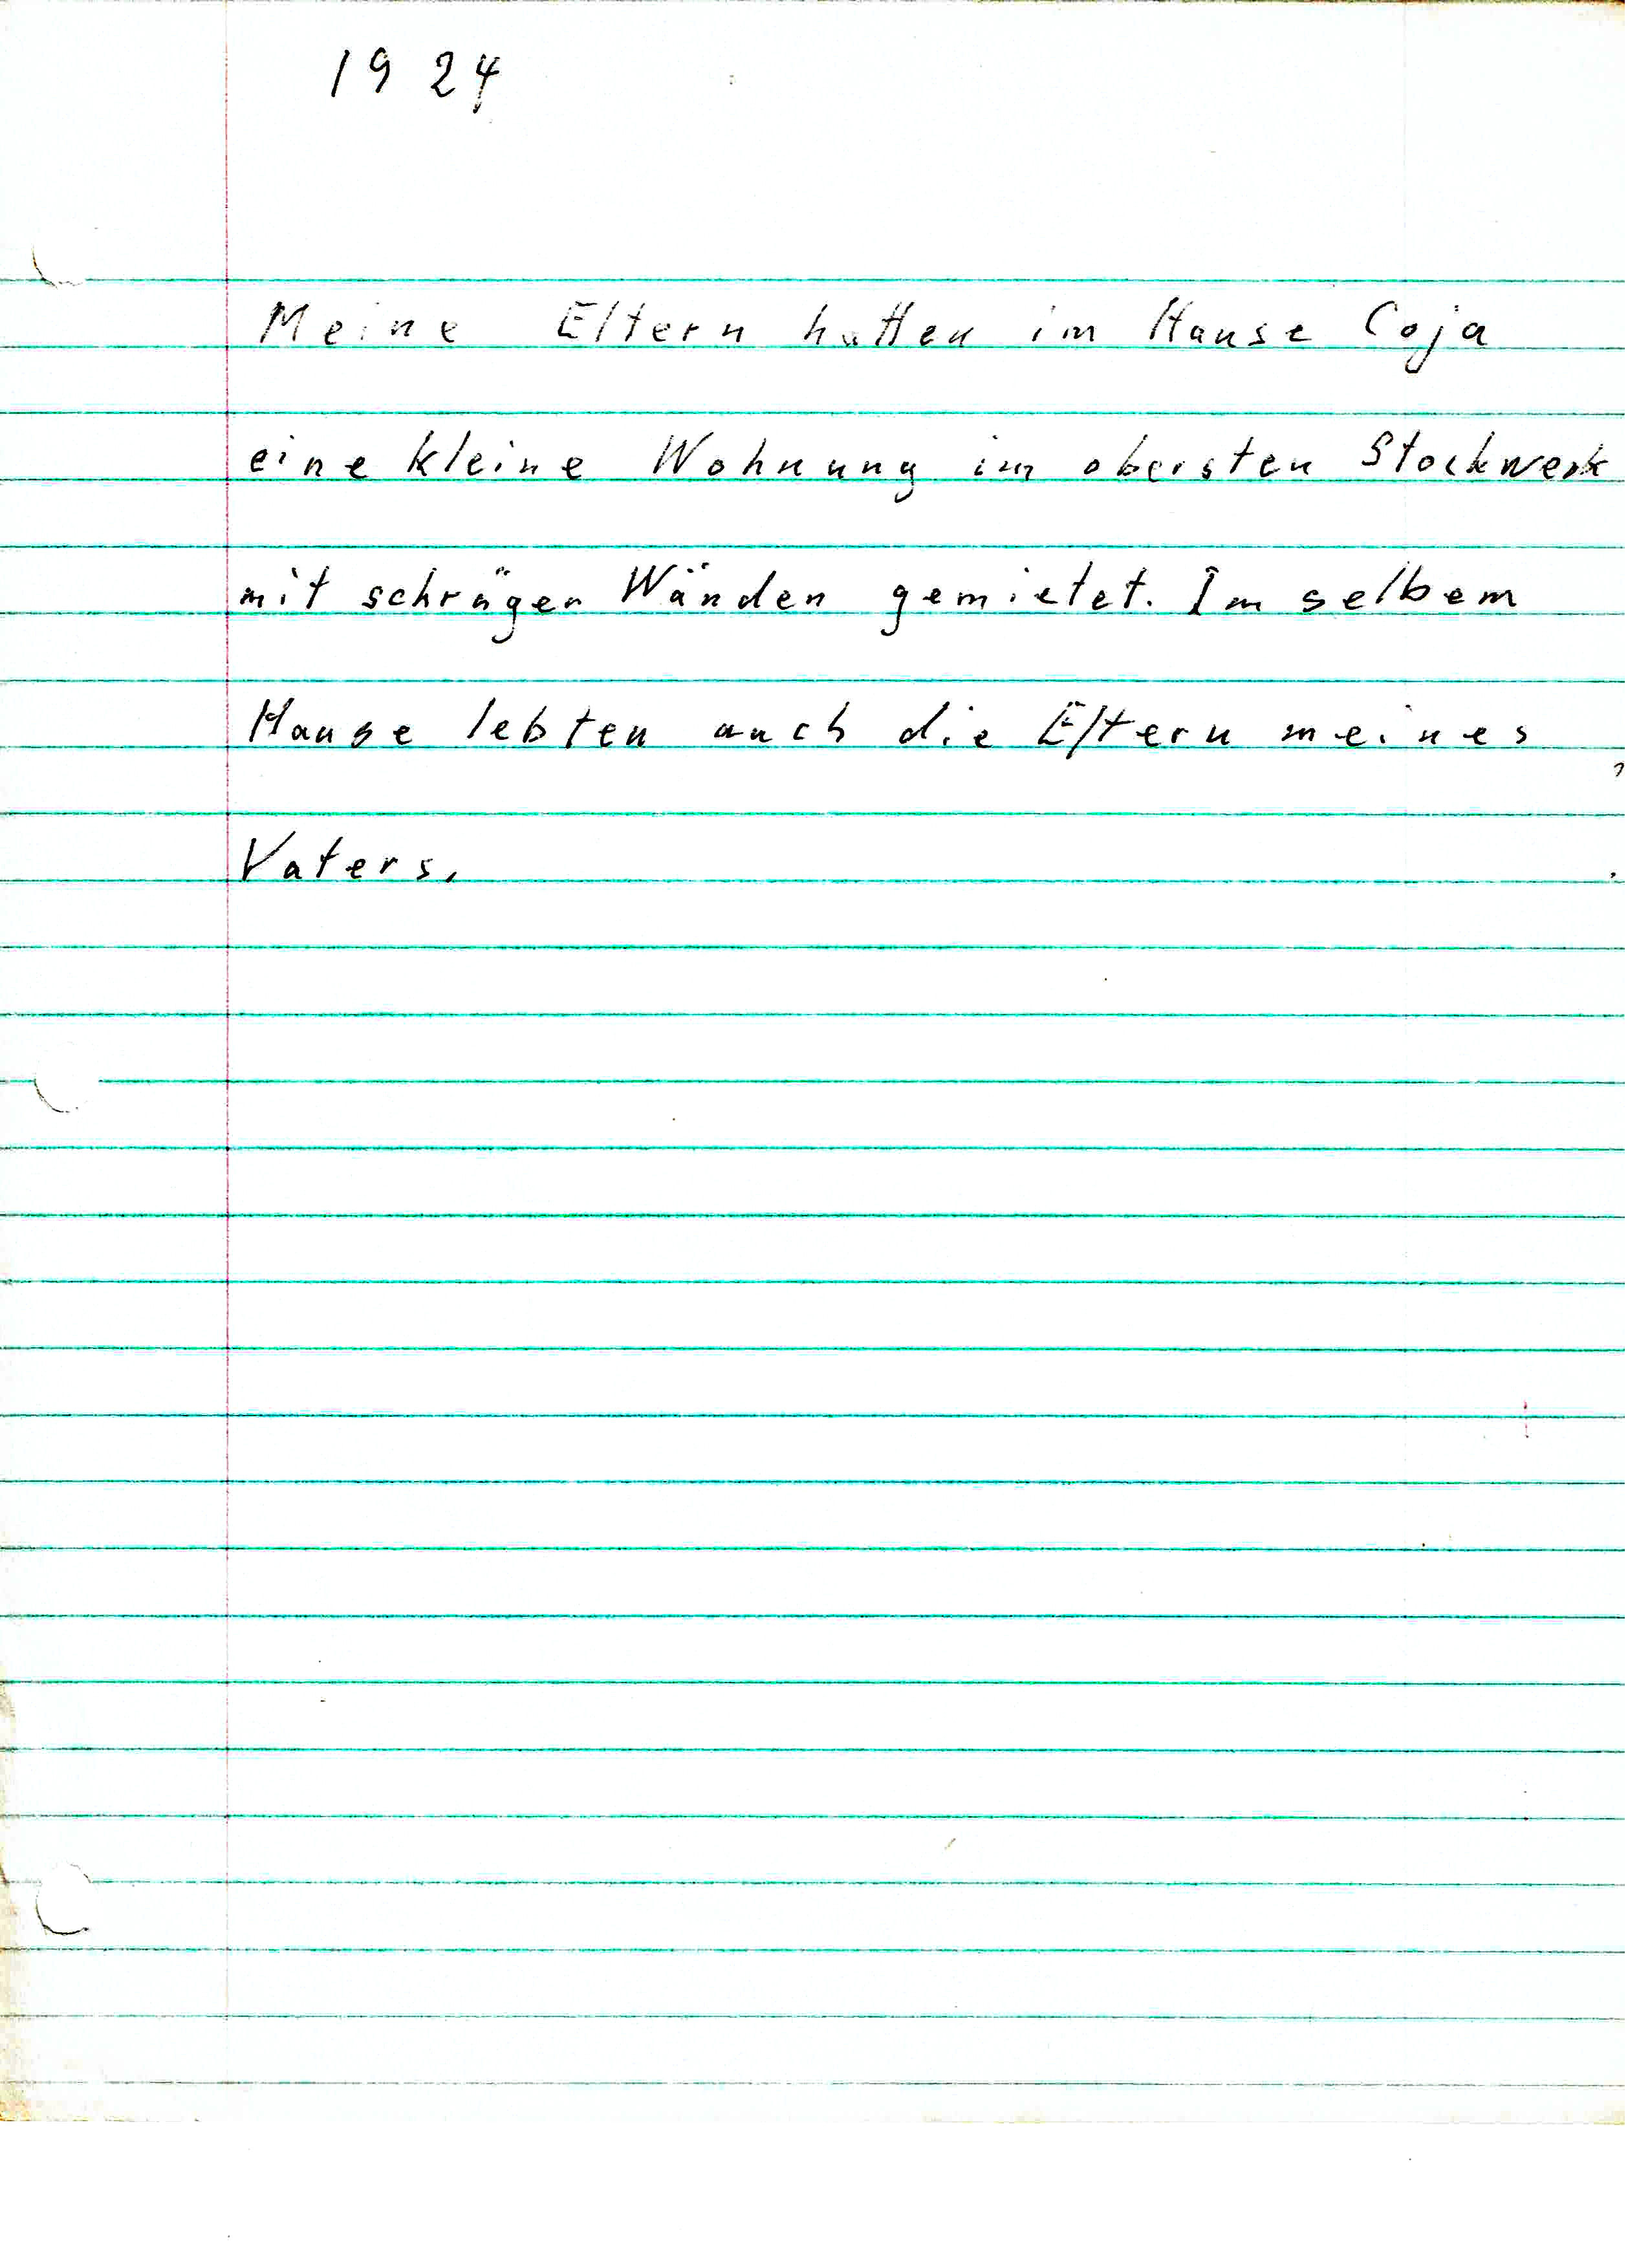 1924
Meine Eltern hatten im Hause Coja
eine kleine Wohnung im obersten Stockwerk
mit schrägen Wänden gemietet. Im selbem
Hause lebten auch die Eltern meines
Vaters.